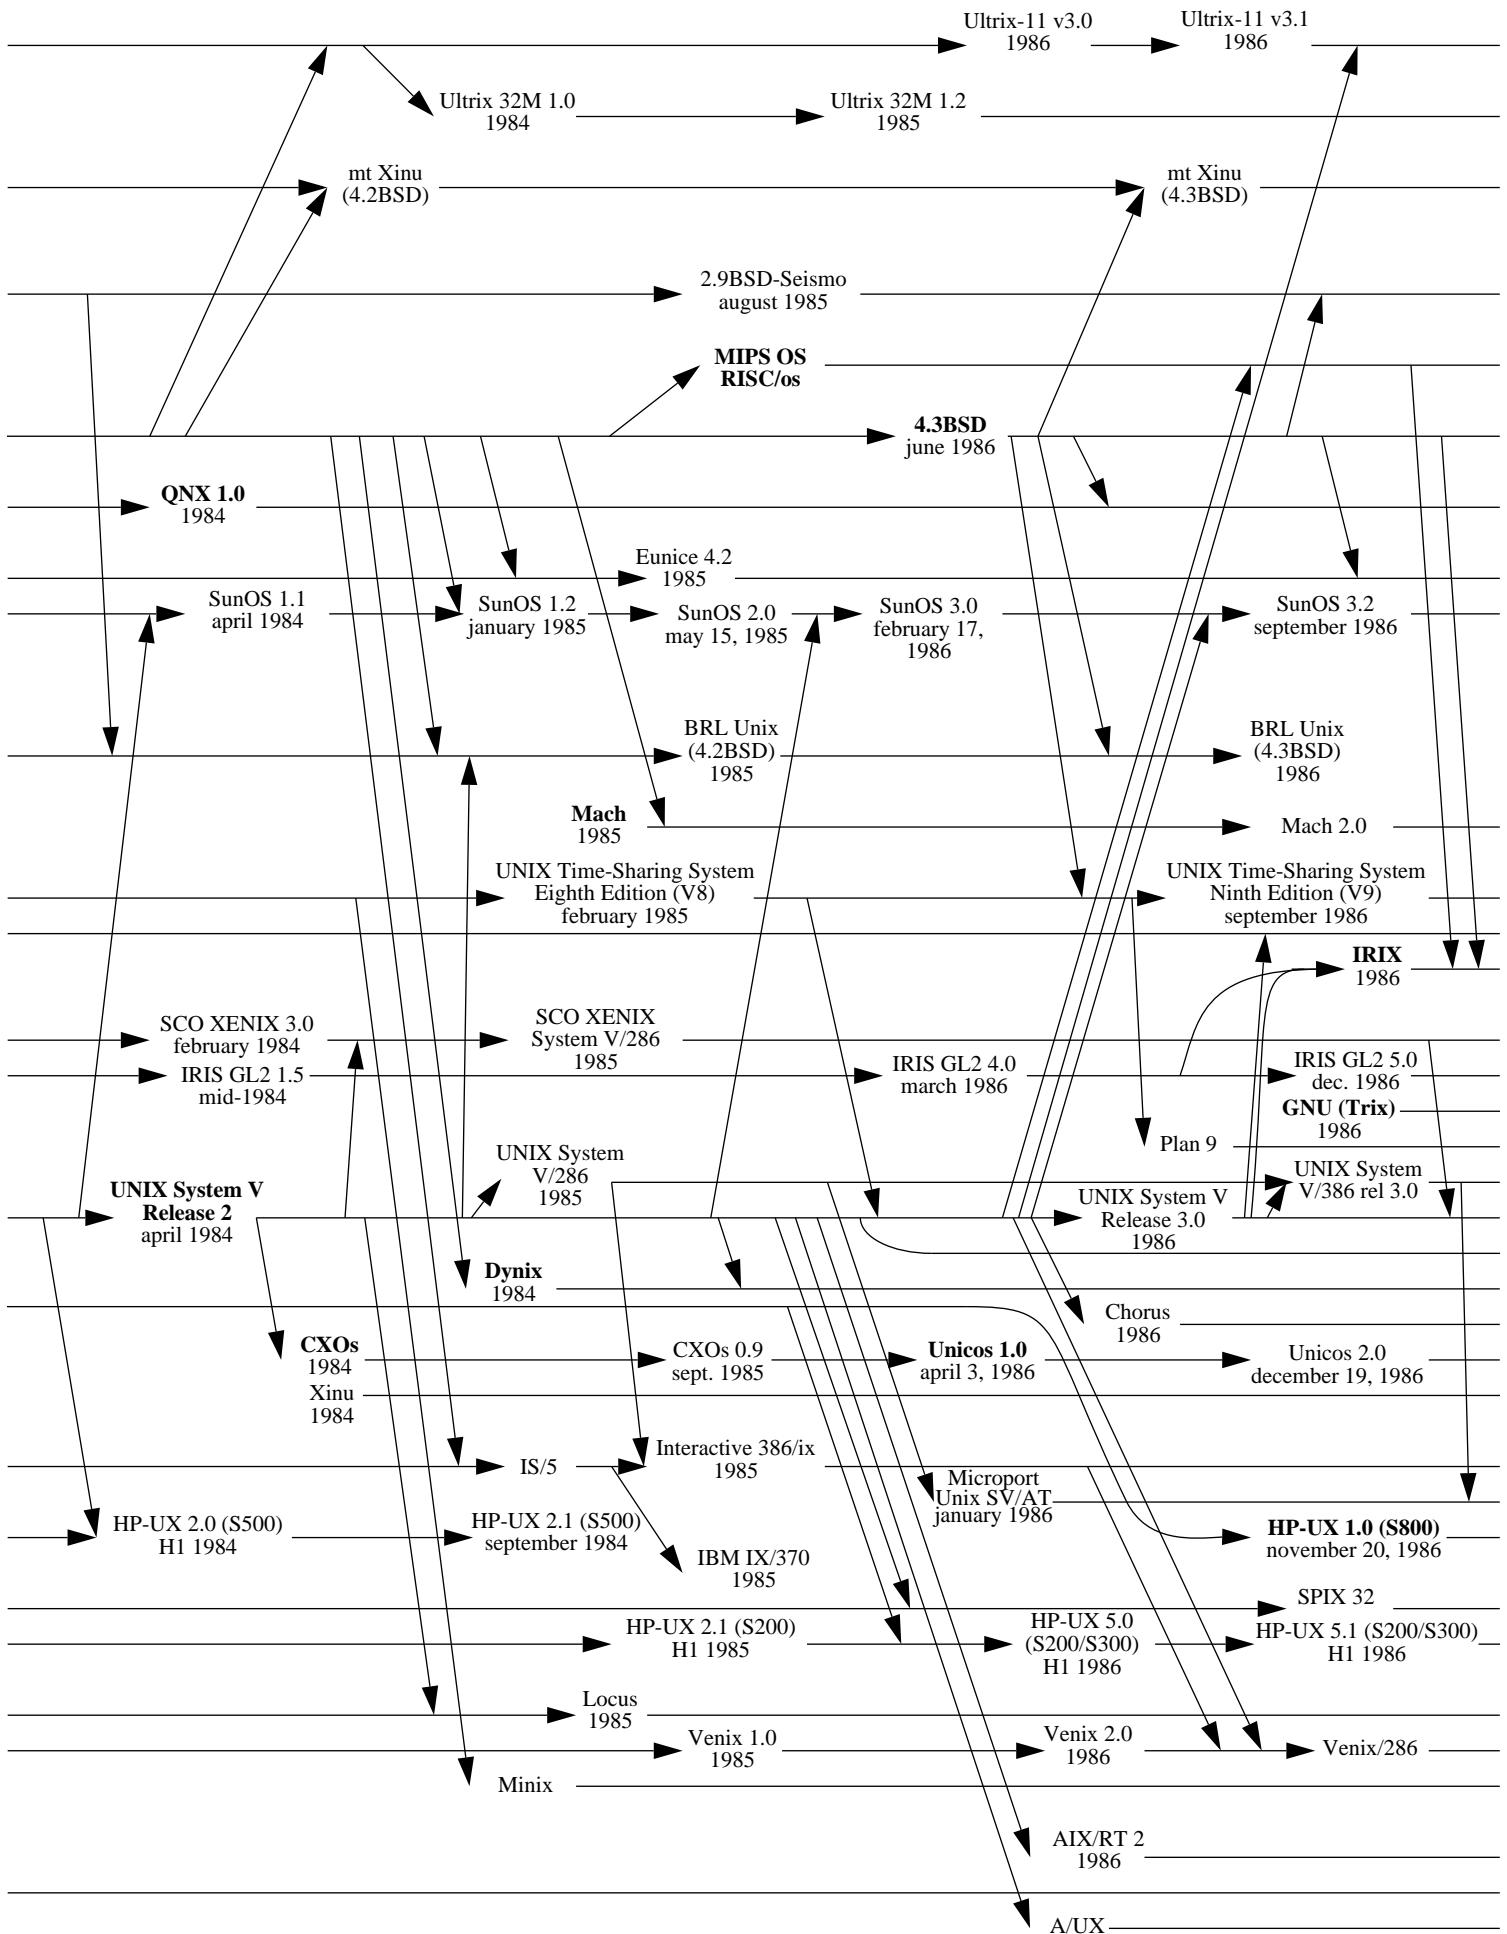 Ultrix-11 v3.0
1986
Ultrix-11 v3.1
1986
Ultrix 32M 1.0
1984
Ultrix 32M 1.2
1985
mt Xinu
(4.2BSD)
mt Xinu
(4.3BSD)
2.9BSD-Seismo
august 1985
MIPS OS
RISC/os
4.3BSD
june 1986
QNX 1.0
1984
Eunice 4.2
1985
SunOS 1.1
april 1984
SunOS 1.2
january 1985
SunOS 2.0
may 15, 1985
SunOS 3.0
february 17,
1986
SunOS 3.2
september 1986
BRL Unix
(4.2BSD)
1985
BRL Unix
(4.3BSD)
1986
Mach
1985
Mach 2.0
UNIX Time-Sharing System
Eighth Edition (V8)
february 1985
UNIX Time-Sharing System
Ninth Edition (V9)
september 1986
IRIX
1986
SCO XENIX 3.0
february 1984
SCO XENIX
System V/286
1985
IRIS GL2 1.5
mid-1984
IRIS GL2 4.0
march 1986
IRIS GL2 5.0
dec. 1986
GNU (Trix)
1986
Plan 9
UNIX System
V/286
1985
UNIX System
V/386 rel 3.0
UNIX System V
Release 2
april 1984
UNIX System V
Release 3.0
1986
Dynix
1984
Chorus
1986
CXOs
1984
CXOs 0.9
sept. 1985
Unicos 1.0
april 3, 1986
Unicos 2.0
december 19, 1986
Xinu
1984
IS/5
Interactive 386/ix
1985
Microport
Unix SV/AT
january 1986
HP-UX 2.0 (S500)
H1 1984
HP-UX 2.1 (S500)
september 1984
HP-UX 1.0 (S800)
november 20, 1986
IBM IX/370
1985
SPIX 32
HP-UX 2.1 (S200)
H1 1985
HP-UX 5.0
(S200/S300)
H1 1986
HP-UX 5.1 (S200/S300)
H1 1986
Locus
1985
Venix 1.0
1985
Venix 2.0
1986
Venix/286
Minix
AIX/RT 2
1986
A/UX